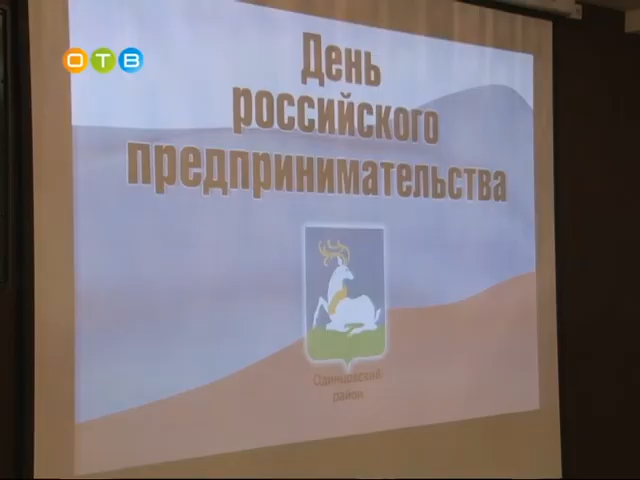 ОТВ
День
российского
предпринимательства
Одинцовский
район